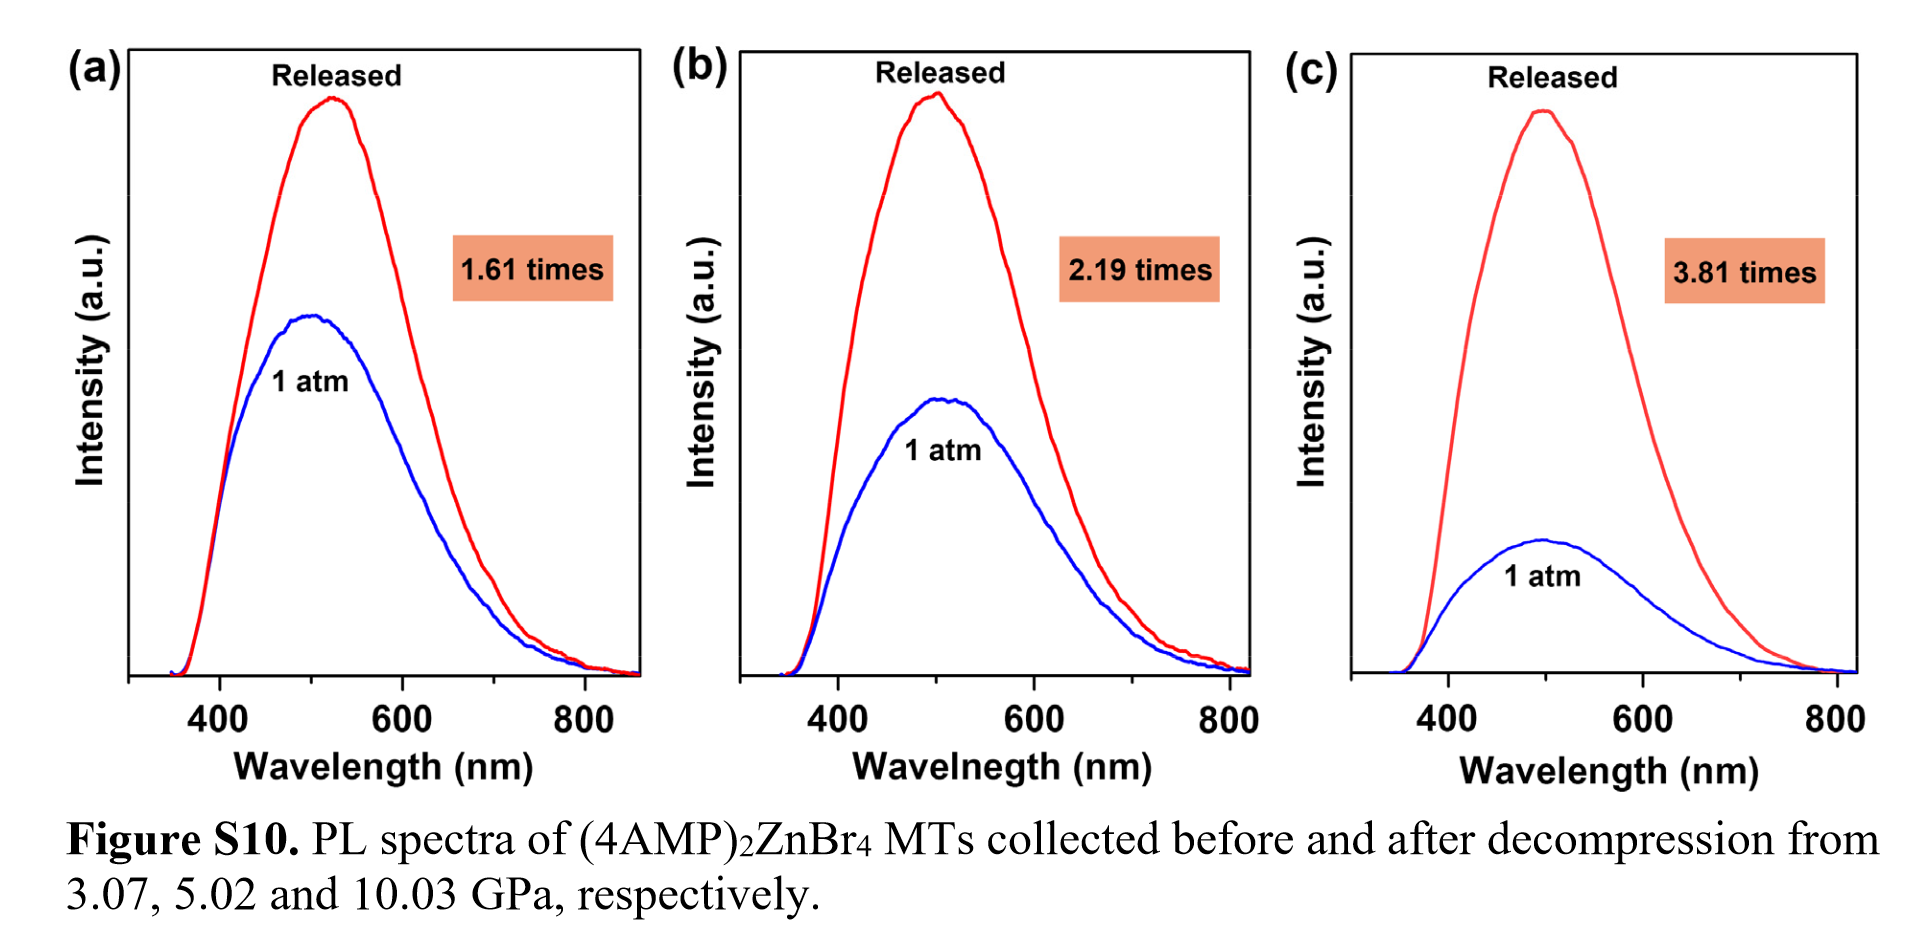 (a)
Released
1.61 times
1 atm
Intensity (a.u.)
400 600 800
Wavelength (nm)
(b)
Released
2.19 times
1 atm
Intensity (a.u.)
400 600 800
Wavelnegth (nm)
(c)
Released
3.81 times
1 atm
Intensity (a.u.)
400 600 800
Wavelength (nm)
Figure S10. PL spectra of (4AMP)₂ZnBr₄ MTs collected before and after decompression from
3.07, 5.02 and 10.03 GPa, respectively.